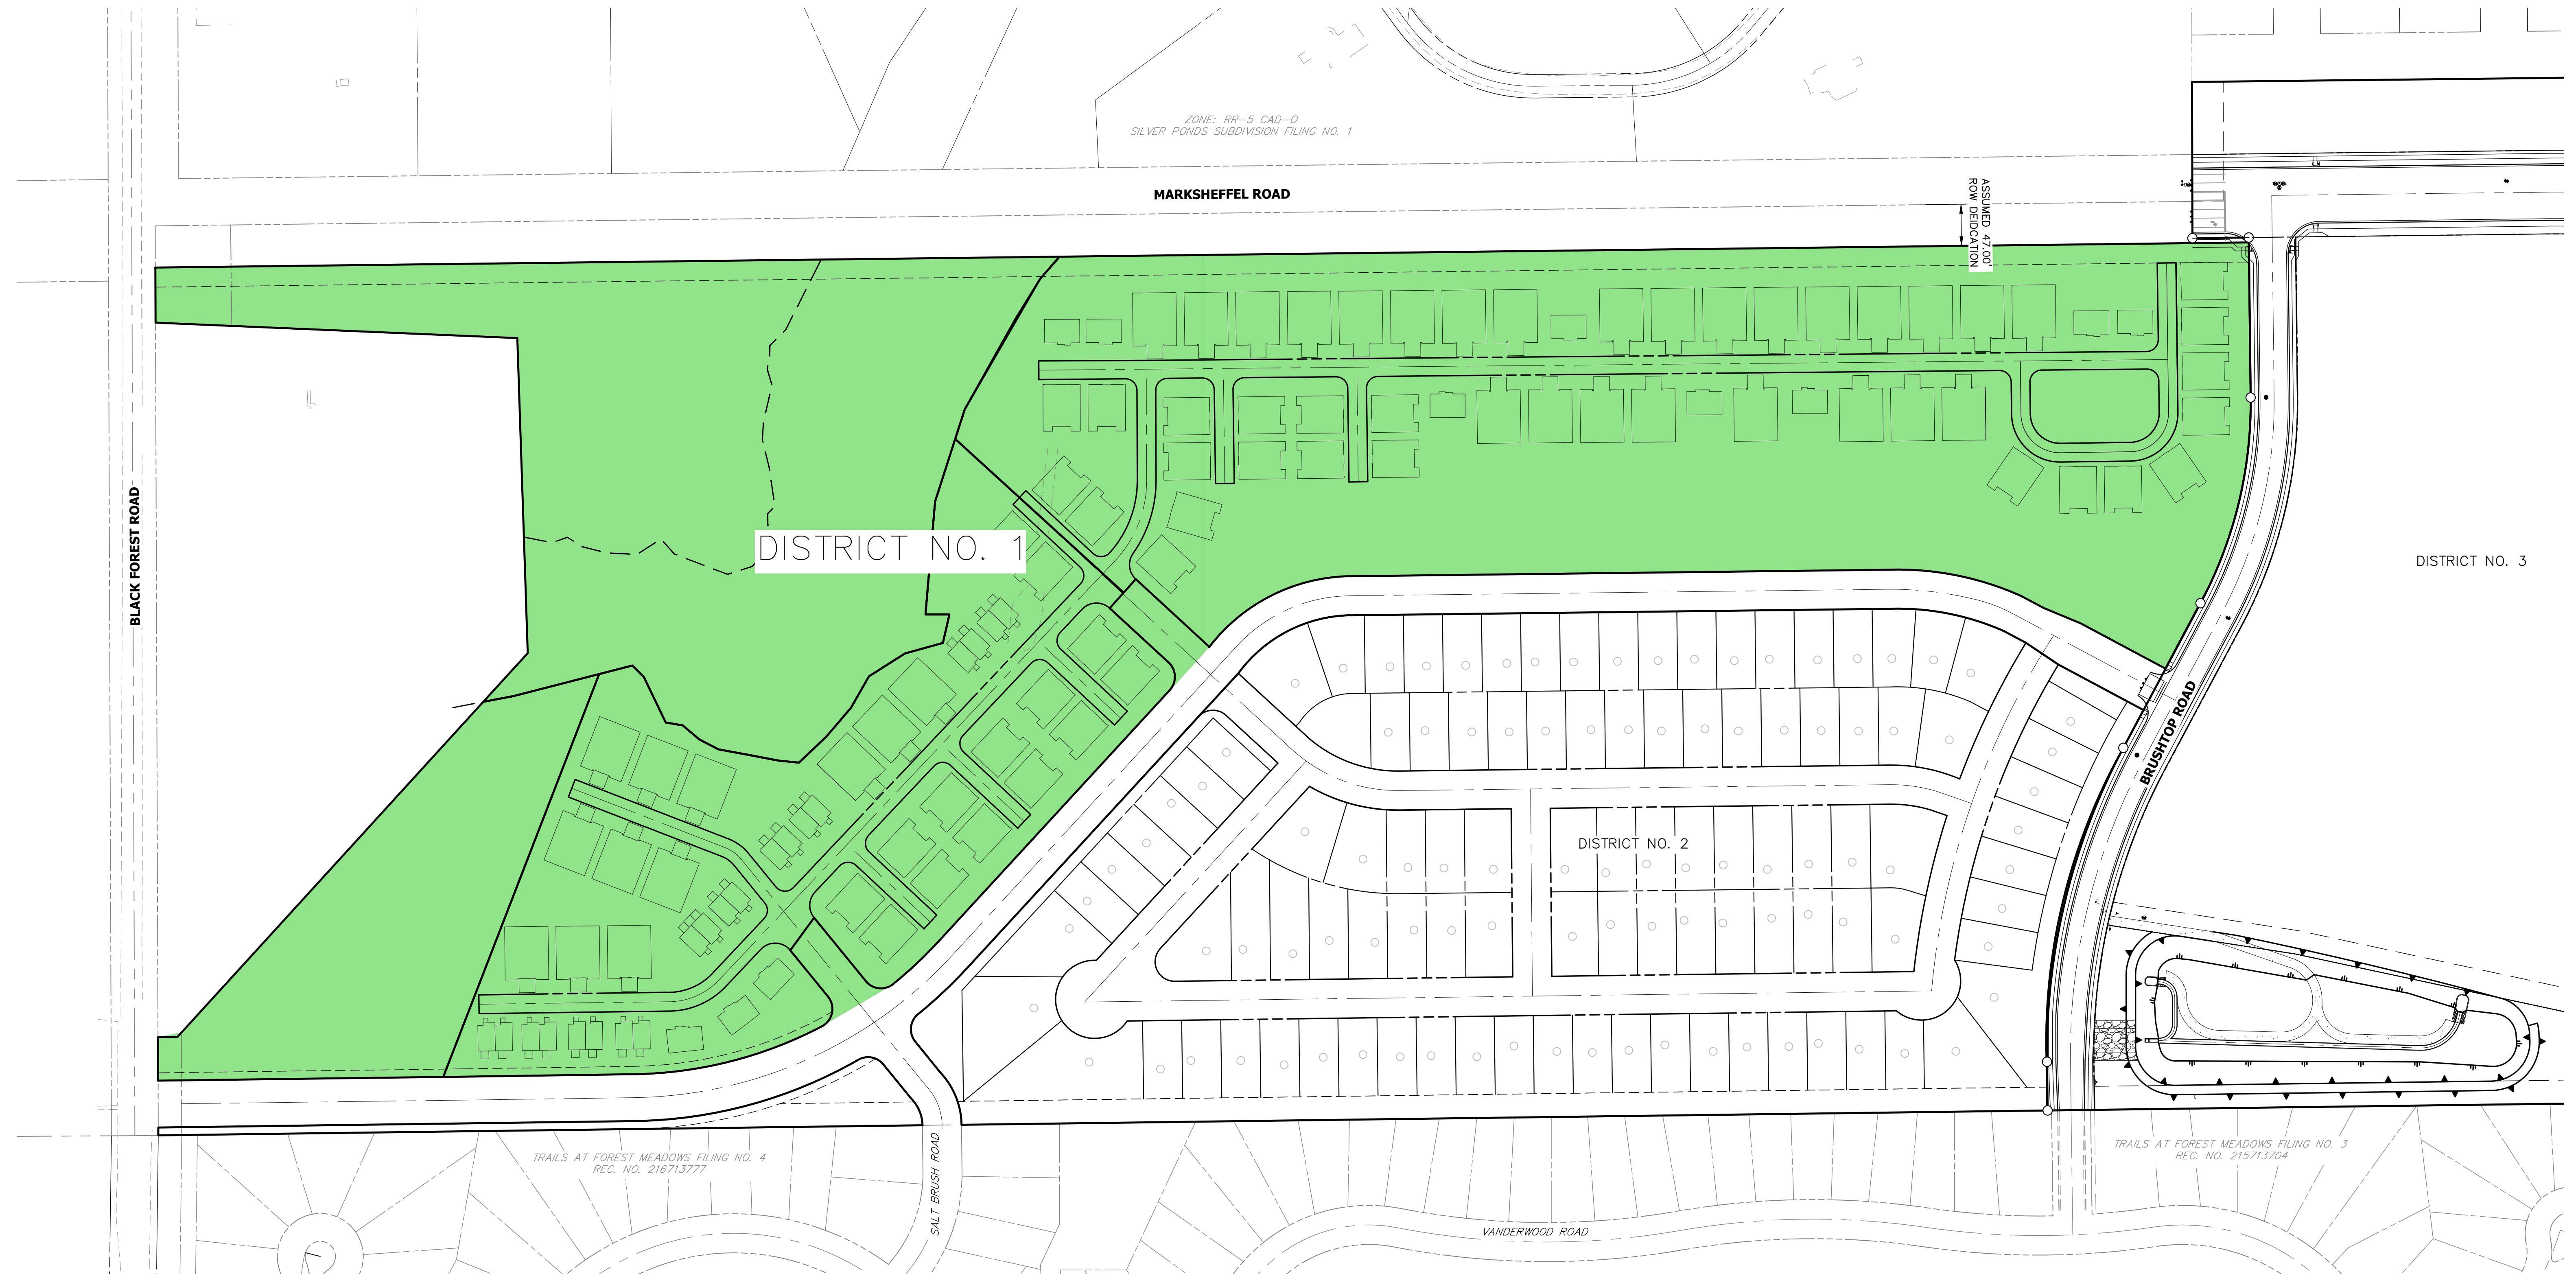 ZONE: RR-5 CAD-O
SILVER PONDS SUBDIVISION FILING NO. 1
MARKSHEFFEL ROAD
ASSUMED 47.00'
ROW DEIDCATION
BLACK FOREST ROAD
DISTRICT NO. 1
DISTRICT NO. 3
BRUSHTOP ROAD
DISTRICT NO. 2
TRAILS AT FOREST MEADOWS FILING NO. 4
REC. NO. 216713777
SALT BRUSH ROAD
TRAILS AT FOREST MEADOWS FILING NO. 3
REC. NO. 215713704
VANDERWOOD ROAD